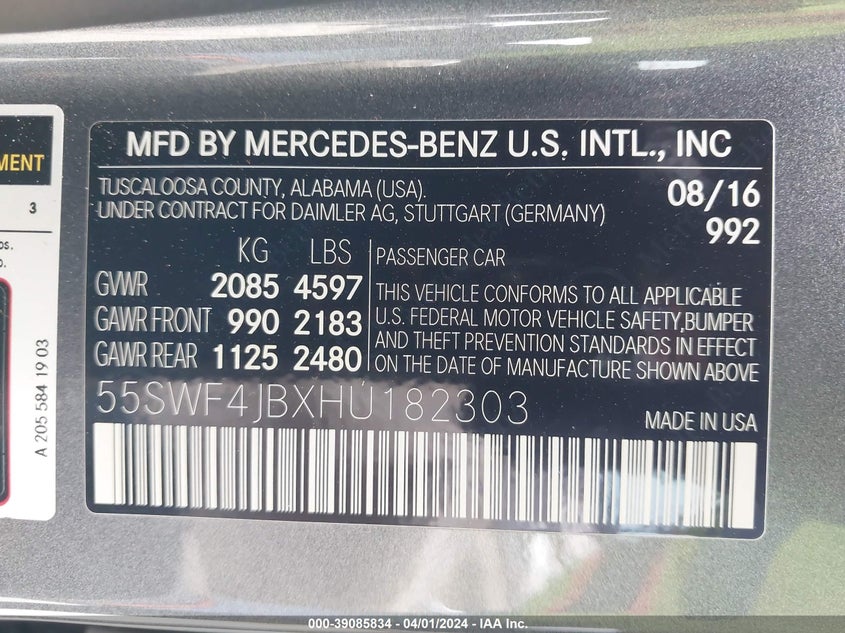 MENT
3
DS.
D.
A 205 584 19 03
MFD BY MERCEDES-BENZ U.S. INTL., INC
TUSCALOOSA COUNTY, ALABAMA (USA).
UNDER CONTRACT FOR DAIMLER AG, STUTTGART (GERMANY)
08/16
992
KG LBS
GVWR 2085 4597
GAWR FRONT 990 2183
GAWR REAR 1125 2480
PASSENGER CAR
THIS VEHICLE CONFORMS TO ALL APPLICABLE
U.S. FEDERAL MOTOR VEHICLE SAFETY,BUMPER
AND THEFT PREVENTION STANDARDS IN EFFECT
ON THE DATE OF MANUFACTURE SHOWN ABOVE
55SWF4JBXHU182303
MADE IN USA
000-39085834 - 04/01/2024 - IAA Inc.